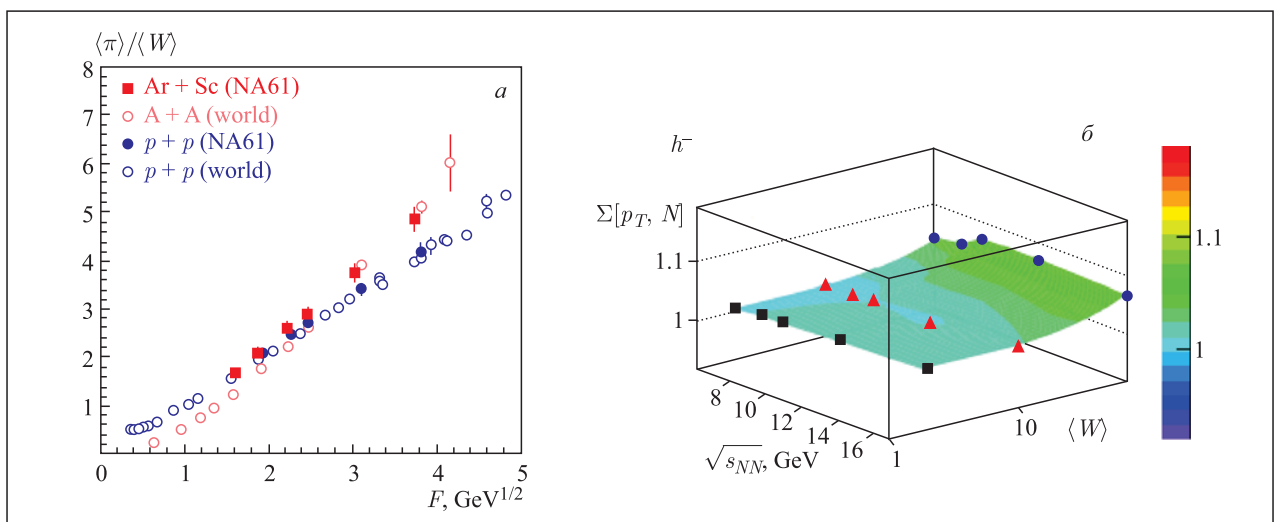 ⟨π⟩/⟨W⟩
8
7
6
5
4
3
2
1
0 1 2 3 4 5
F, GeV^{1/2}
Ar + Sc (NA61)
A + A (world)
p + p (NA61)
p + p (world)
а
h⁻
б
Σ[p_T, N]
1.1
1
8 10 12 14 16
√s_{NN}, GeV
1 10
⟨W⟩
1.1
1